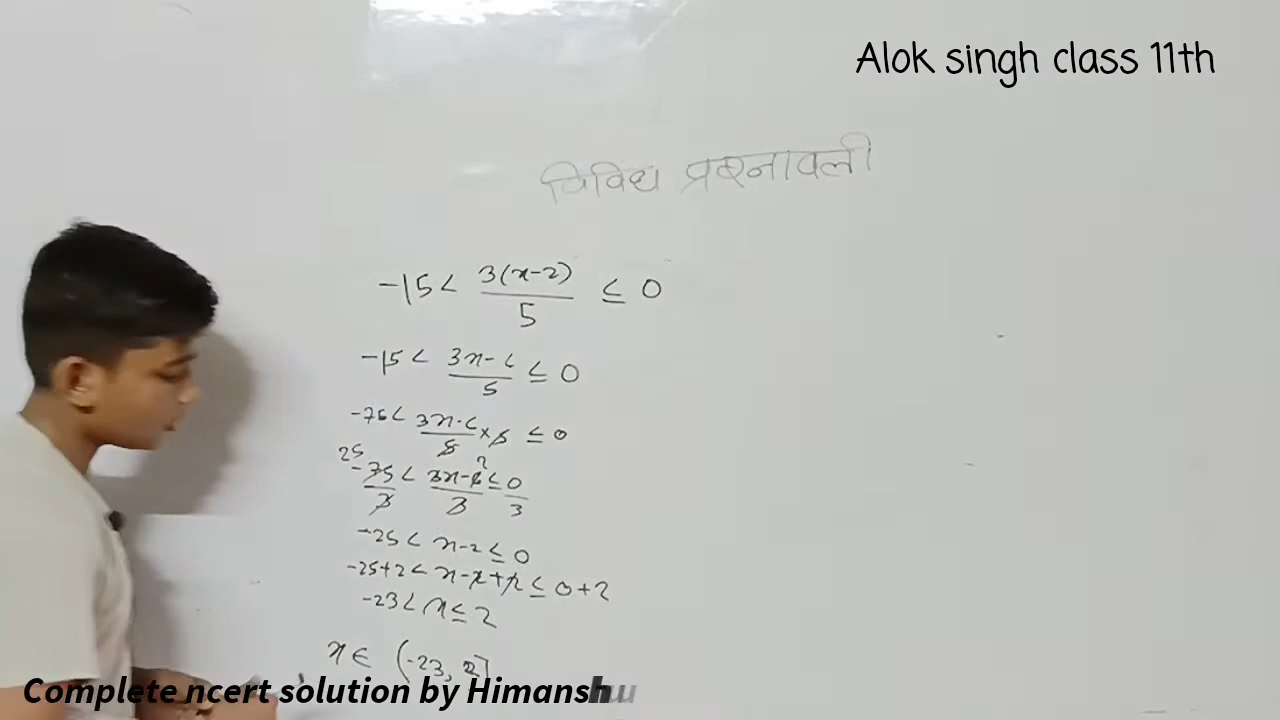 Alok singh class 11th
विविध प्रश्नावली
-15 < 3(x-2)/5 ≤ 0
-15 < 3x-6/5 ≤ 0
-75 < 3x-6/5 × 5 ≤ 0
25 2
-75/3 < 3x-6/3 ≤ 0/3
-25 < x-2 ≤ 0
-25+2 < x-2+2 ≤ 0+2
-23 < x ≤ 2
x ∈ (-23, 2]
Complete ncert solution by Himanshu